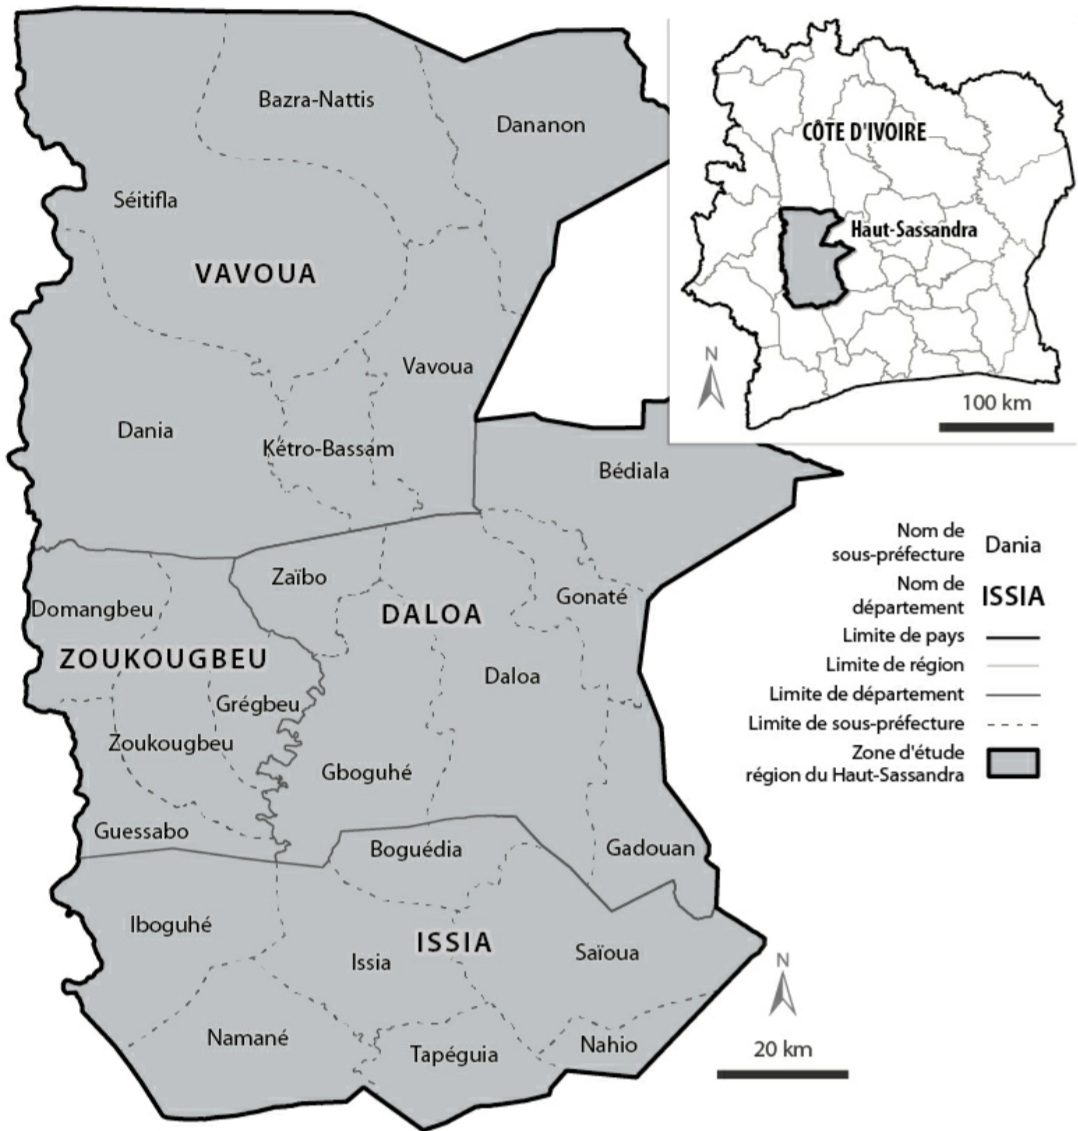 Bazra-Nattis
Dananon
Séitifla
VAVOUA
Vavoua
Dania
Kétro-Bassam
Bédiala
Zaïbo
Domangbeu
DALOA
Gonaté
ZOUKOUGBEU
Daloa
Grégbeu
Zoukougbeu
Gboguhé
Guessabo
Boguédia
Gadouan
Iboguhé
ISSIA
Issia
Saïoua
Namané
Tapéguia
Nahio
CÔTE D'IVOIRE
Haut-Sassandra
N
100 km
Nom de
sous-préfecture
Dania
Nom de
département
ISSIA
Limite de pays
Limite de région
Limite de département
Limite de sous-préfecture
Zone d'étude
région du Haut-Sassandra
N
20 km